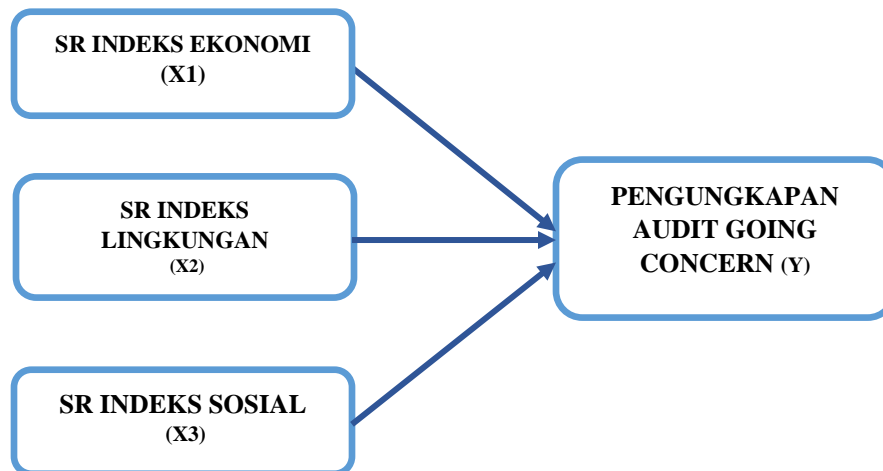 SR INDEKS EKONOMI
(X1)
SR INDEKS
LINGKUNGAN
(X2)
SR INDEKS SOSIAL
(X3)
PENGUNGKAPAN
AUDIT GOING
CONCERN (Y)